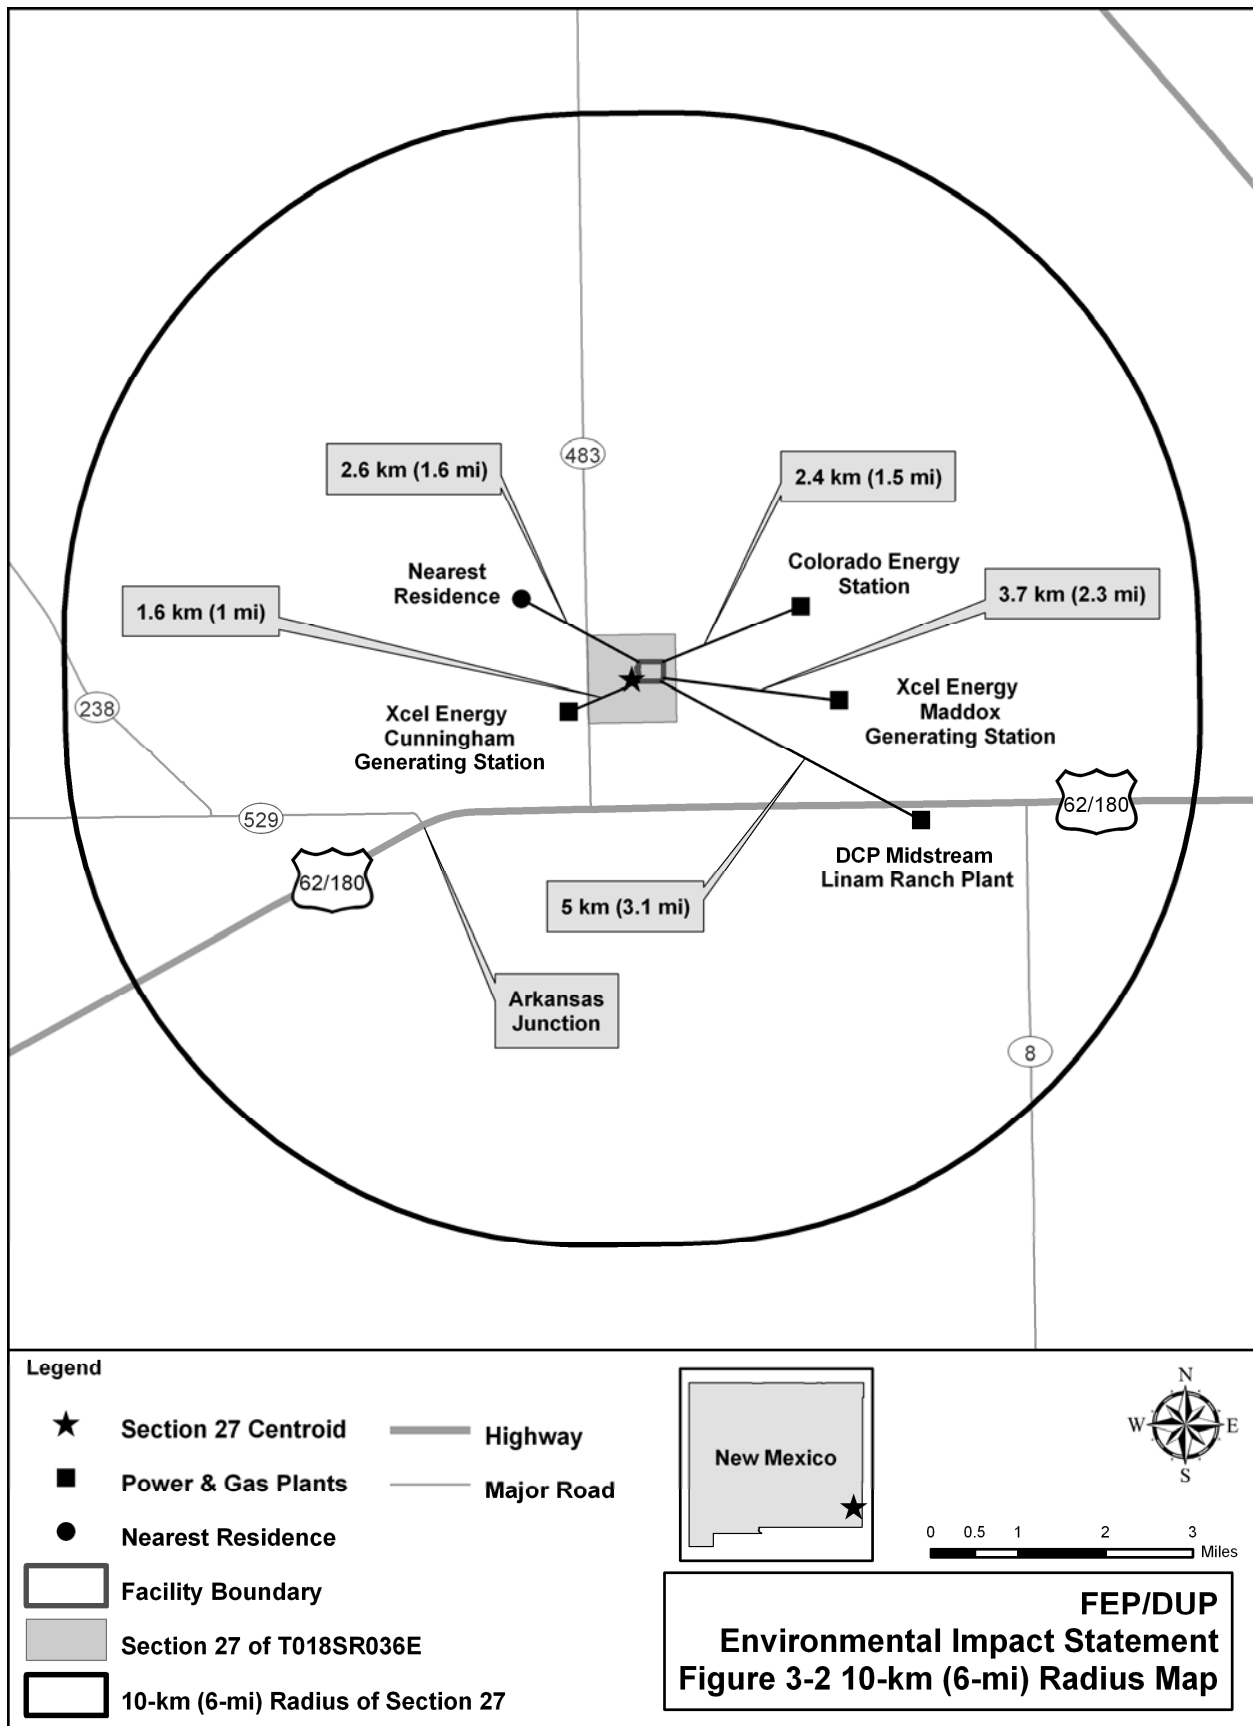 483
2.6 km (1.6 mi)
2.4 km (1.5 mi)
Colorado Energy
Station
Nearest
Residence
3.7 km (2.3 mi)
1.6 km (1 mi)
238
Xcel Energy
Cunningham
Generating Station
Xcel Energy
Maddox
Generating Station
529
62/180
62/180
DCP Midstream
Linam Ranch Plant
5 km (3.1 mi)
Arkansas
Junction
8
Legend
Section 27 Centroid
Power & Gas Plants
Nearest Residence
Facility Boundary
Section 27 of T018SR036E
10-km (6-mi) Radius of Section 27
Highway
Major Road
New Mexico
N
W
E
S
0 0.5 1 2 3
Miles
FEP/DUP
Environmental Impact Statement
Figure 3-2 10-km (6-mi) Radius Map